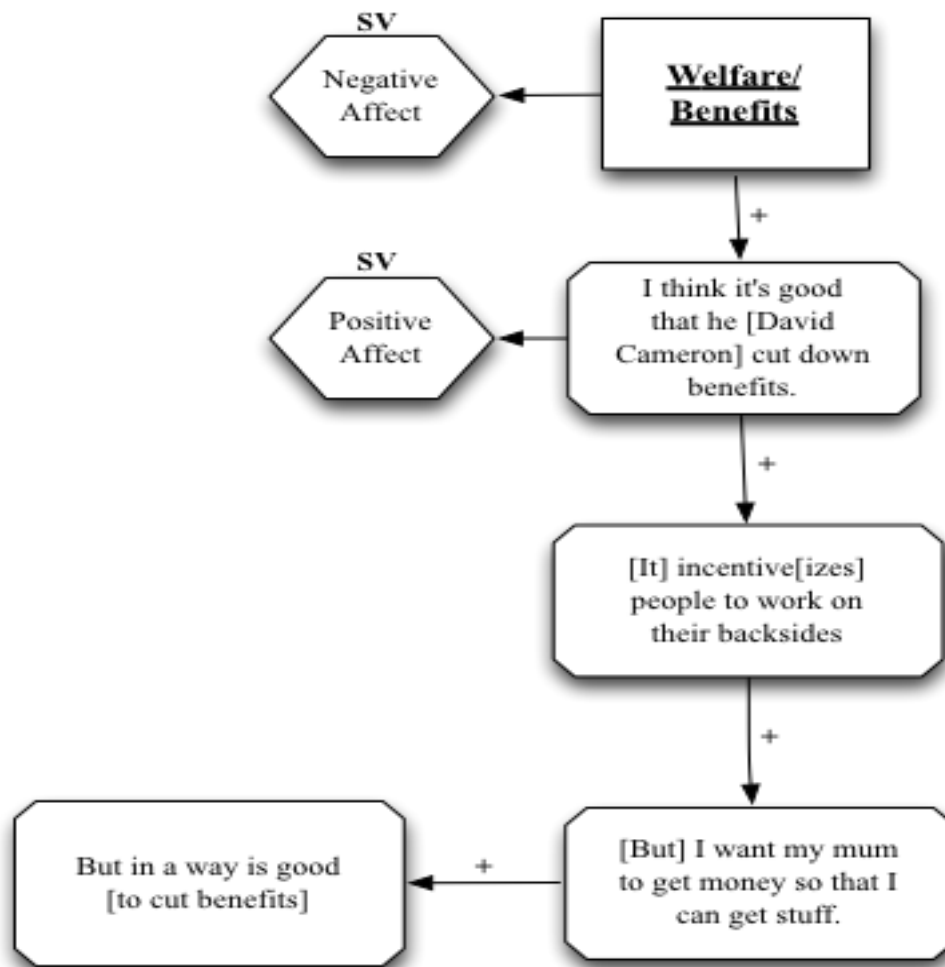 SV
Negative
Affect
Welfare/
Benefits
+
SV
Positive
Affect
I think it's good
that he [David
Cameron] cut down
benefits.
+
[It] incentive[izes]
people to work on
their backsides
+
[But] I want my mum
to get money so that I
can get stuff.
+
But in a way is good
[to cut benefits]